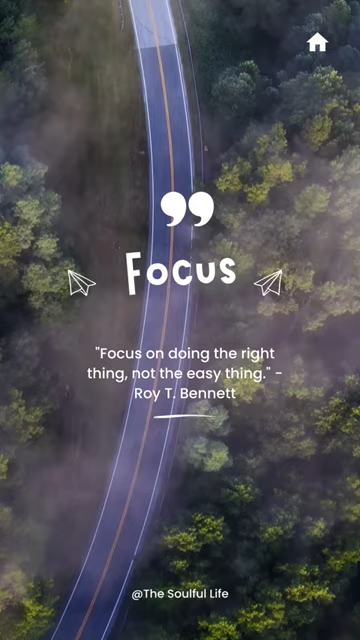 Focus
"Focus on doing the right
thing, not the easy thing." -
Roy T. Bennett
@The Soulful Life